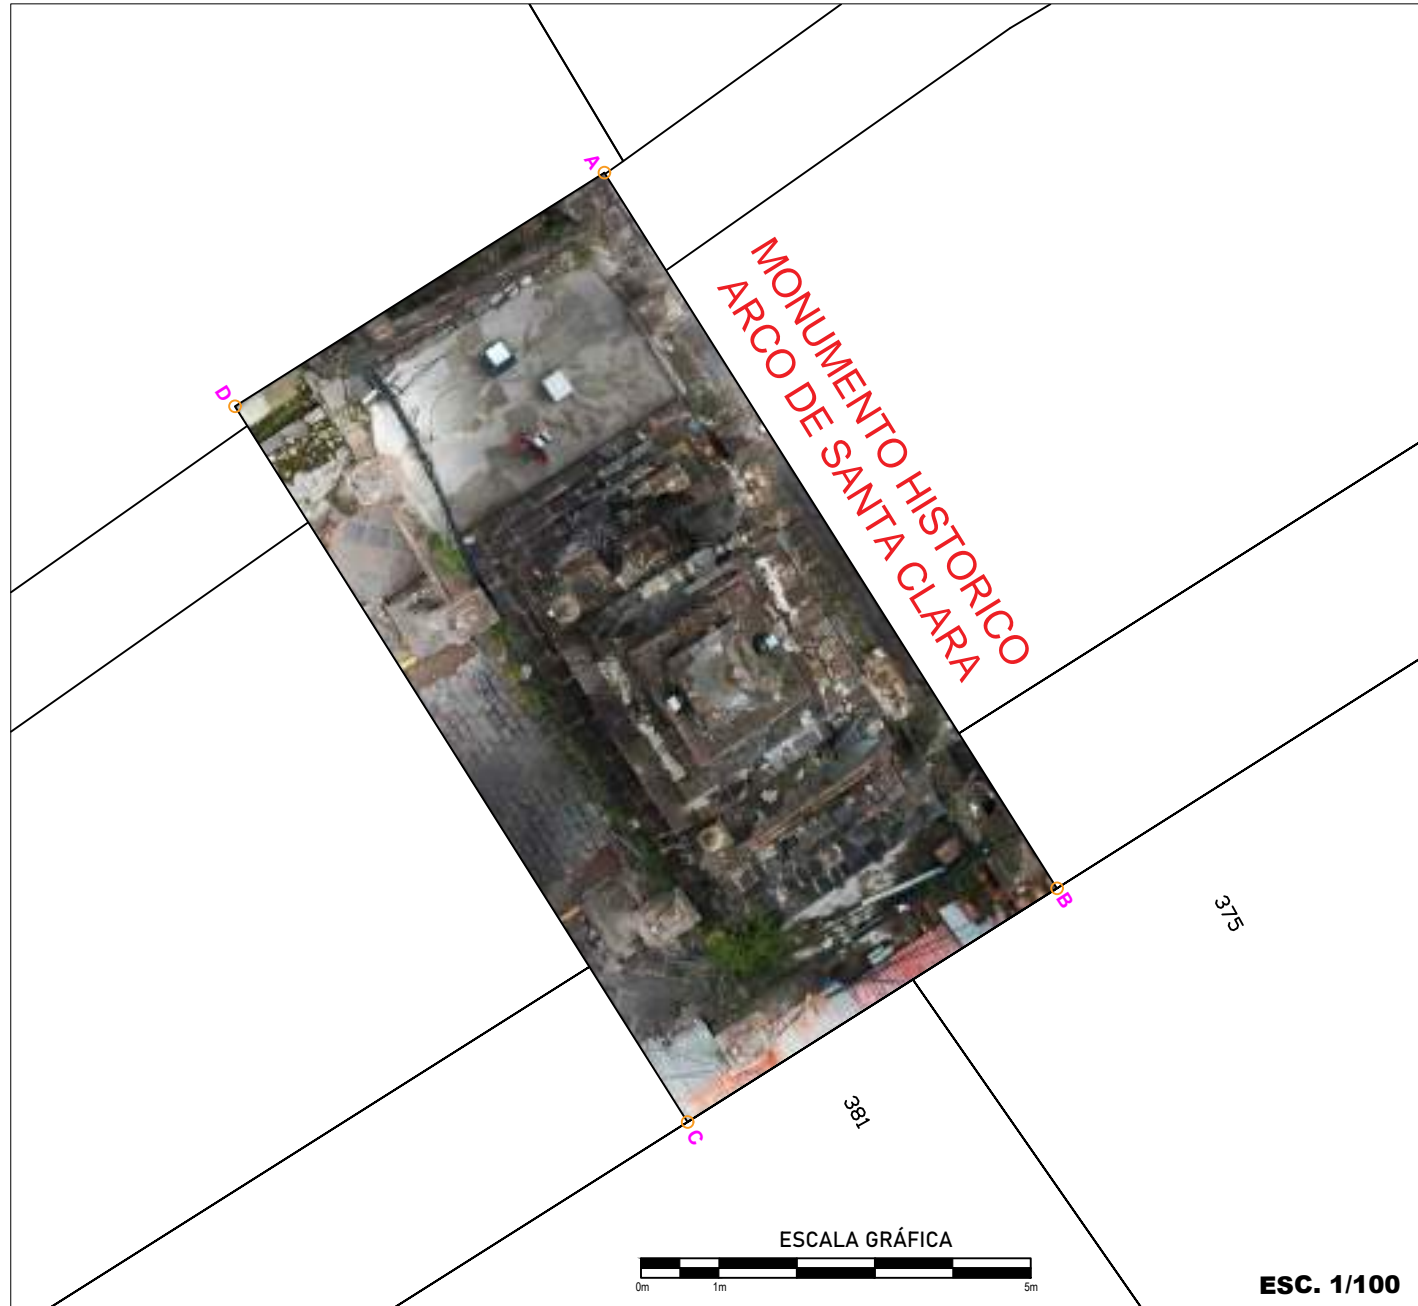 A
MONUMENTO HISTORICO
ARCO DE SANTA CLARA
D
B
375
381
C
ESCALA GRÁFICA
0m 1m 5m
ESC. 1/100